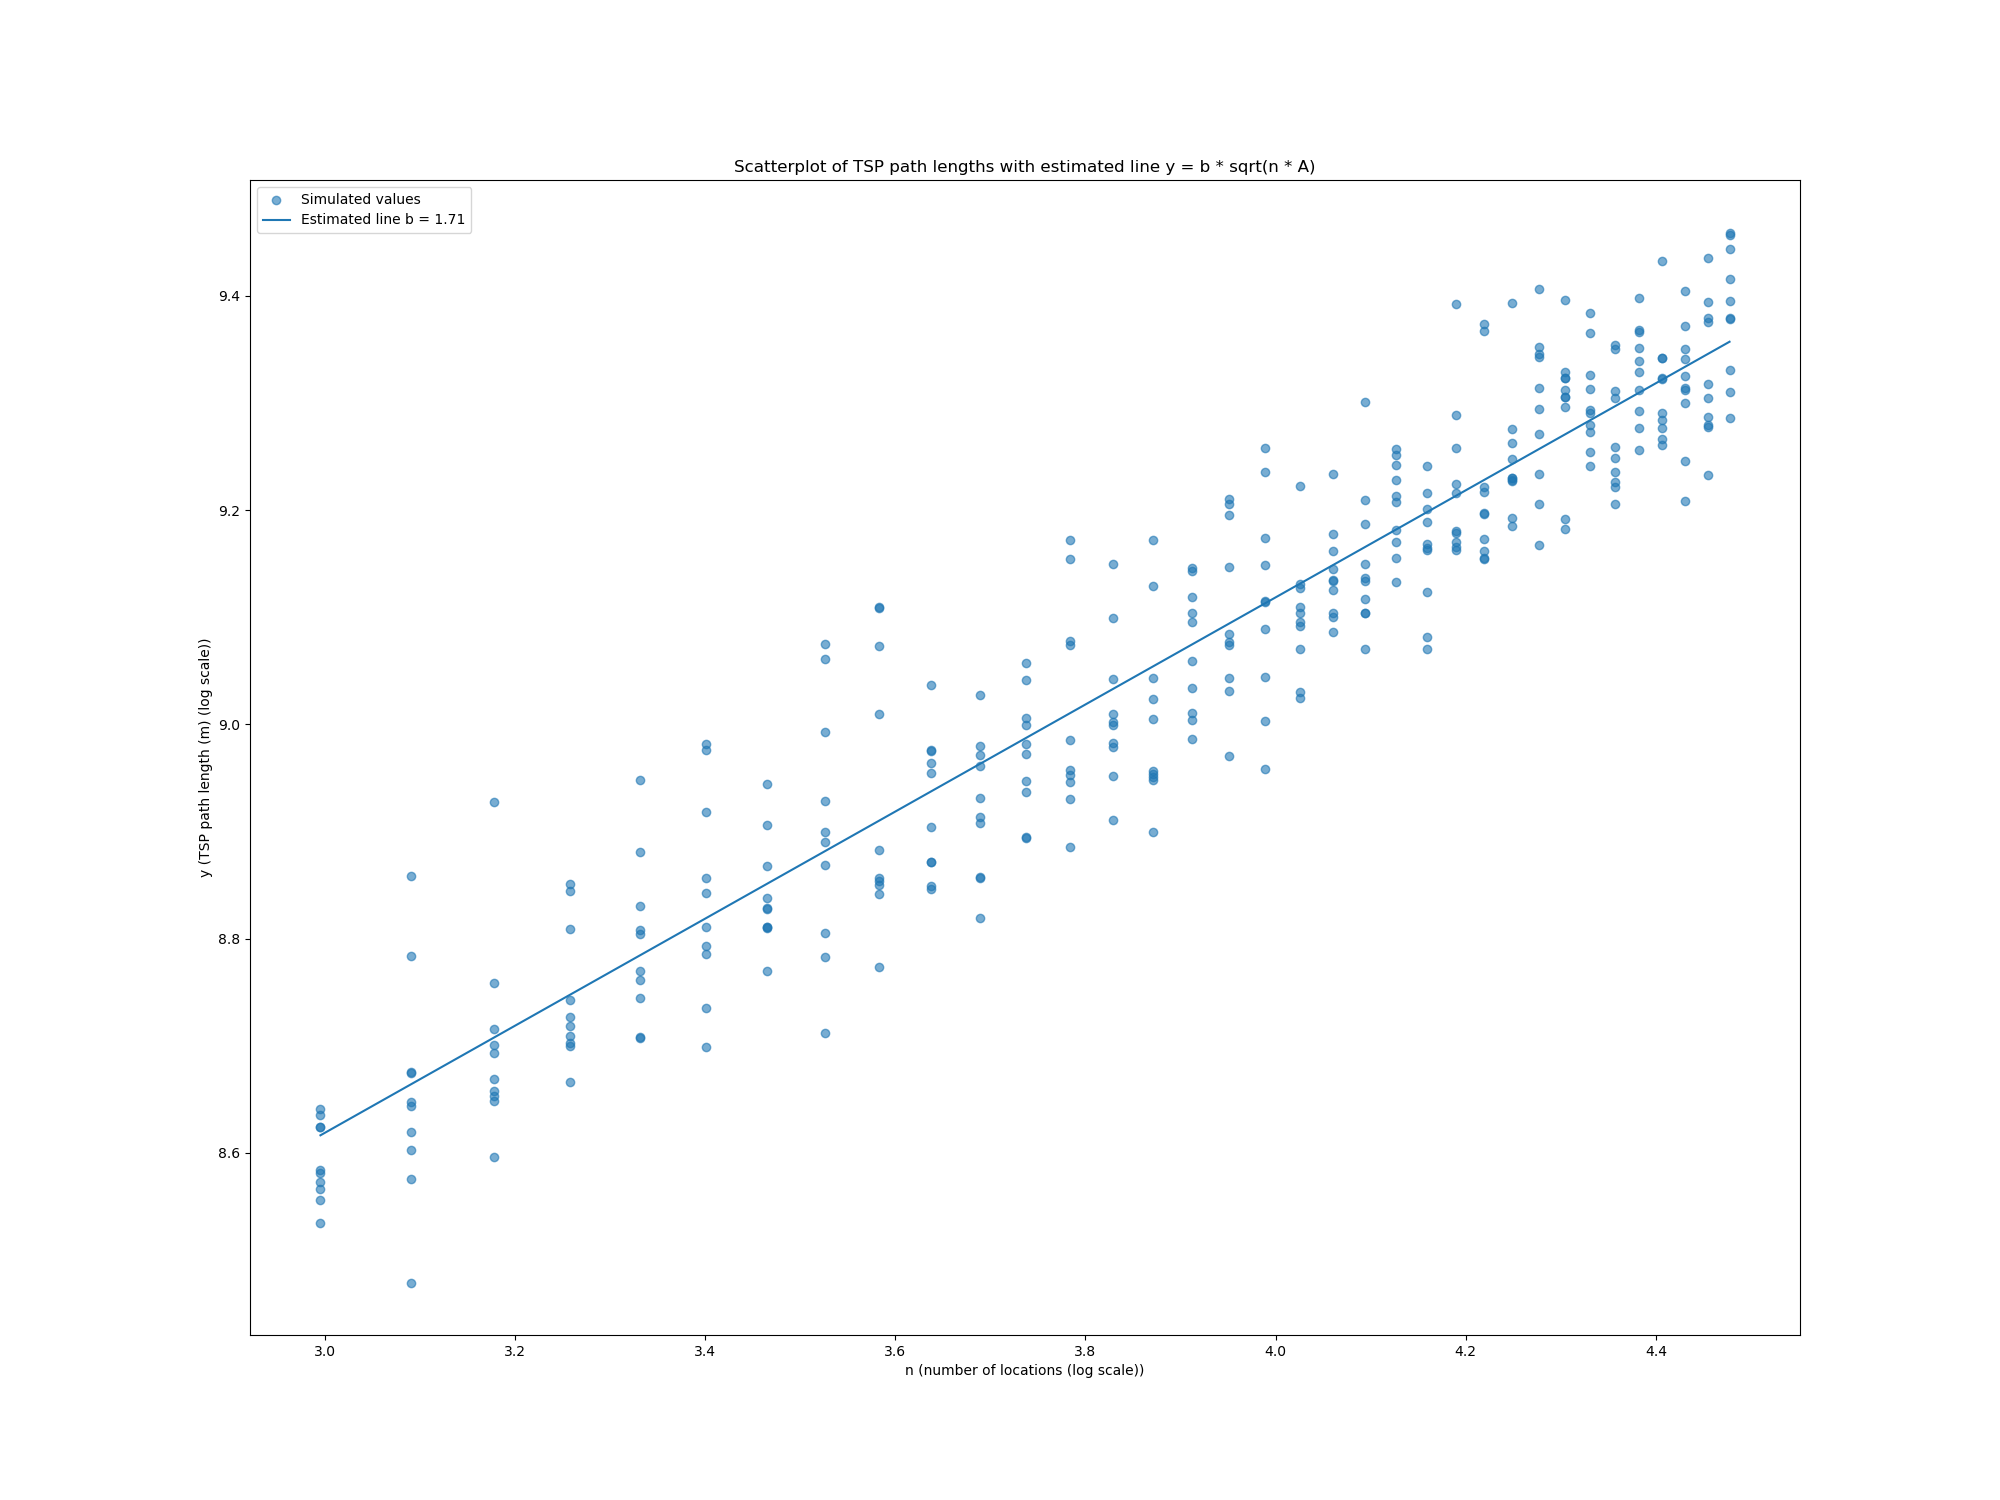 Scatterplot of TSP path lengths with estimated line y = b * sqrt(n * A)
Simulated values
Estimated line b = 1.71
9.4
9.2
9.0
8.8
8.6
y (TSP path length (m) (log scale))
3.0
3.2
3.4
3.6
3.8
4.0
4.2
4.4
n (number of locations (log scale))